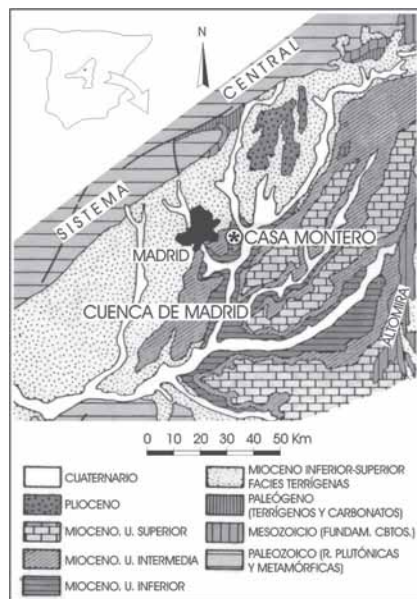 N
SISTEMA
CENTRAL
MADRID
CASA MONTERO
CUENCA DE MADRID
ALTOMIRA
0 10 20 30 40 50 Km
CUATERNARIO
PLIOCENO
MIOCENO. U. SUPERIOR
MIOCENO. U. INTERMEDIA
MIOCENO. U. INFERIOR
MIOCENO INFERIOR-SUPERIOR
FACIES TERRÍGENAS
PALEÓGENO
(TERRÍGENOS Y CARBONATOS)
MESOZOICO (FUNDAM. CBTOS.)
PALEOZOICO (R. PLUTÓNICAS
Y METAMÓRFICAS)